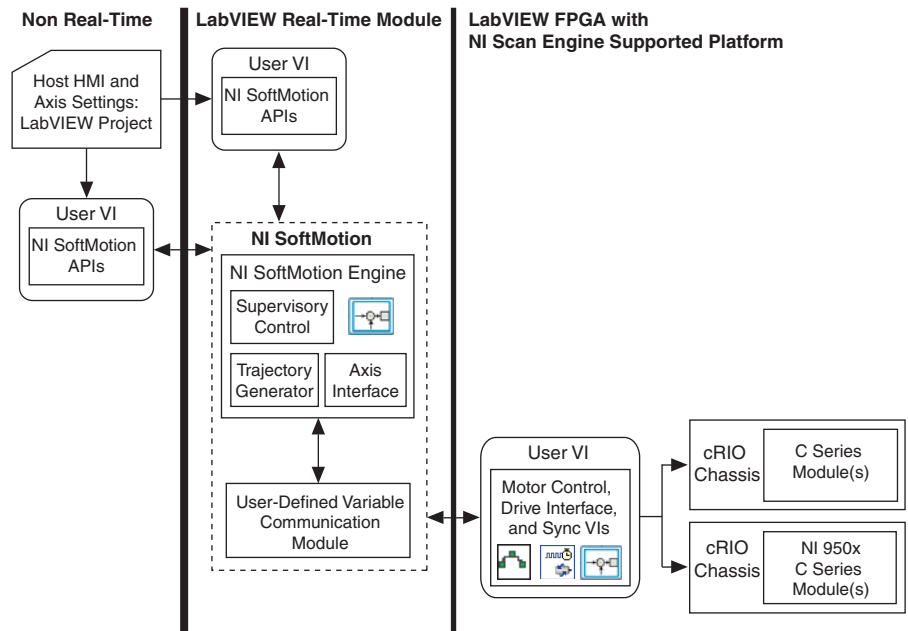 Non Real-Time
LabVIEW Real-Time Module
LabVIEW FPGA with
NI Scan Engine Supported Platform
Host HMI and
Axis Settings:
LabVIEW Project
User VI
NI SoftMotion
APIs
User VI
NI SoftMotion
APIs
NI SoftMotion
NI SoftMotion Engine
Supervisory
Control
Trajectory
Generator
Axis
Interface
User-Defined Variable
Communication
Module
User VI
Motor Control,
Drive Interface,
and Sync VIs
cRIO
Chassis
C Series
Module(s)
cRIO
Chassis
NI 950x
C Series
Module(s)